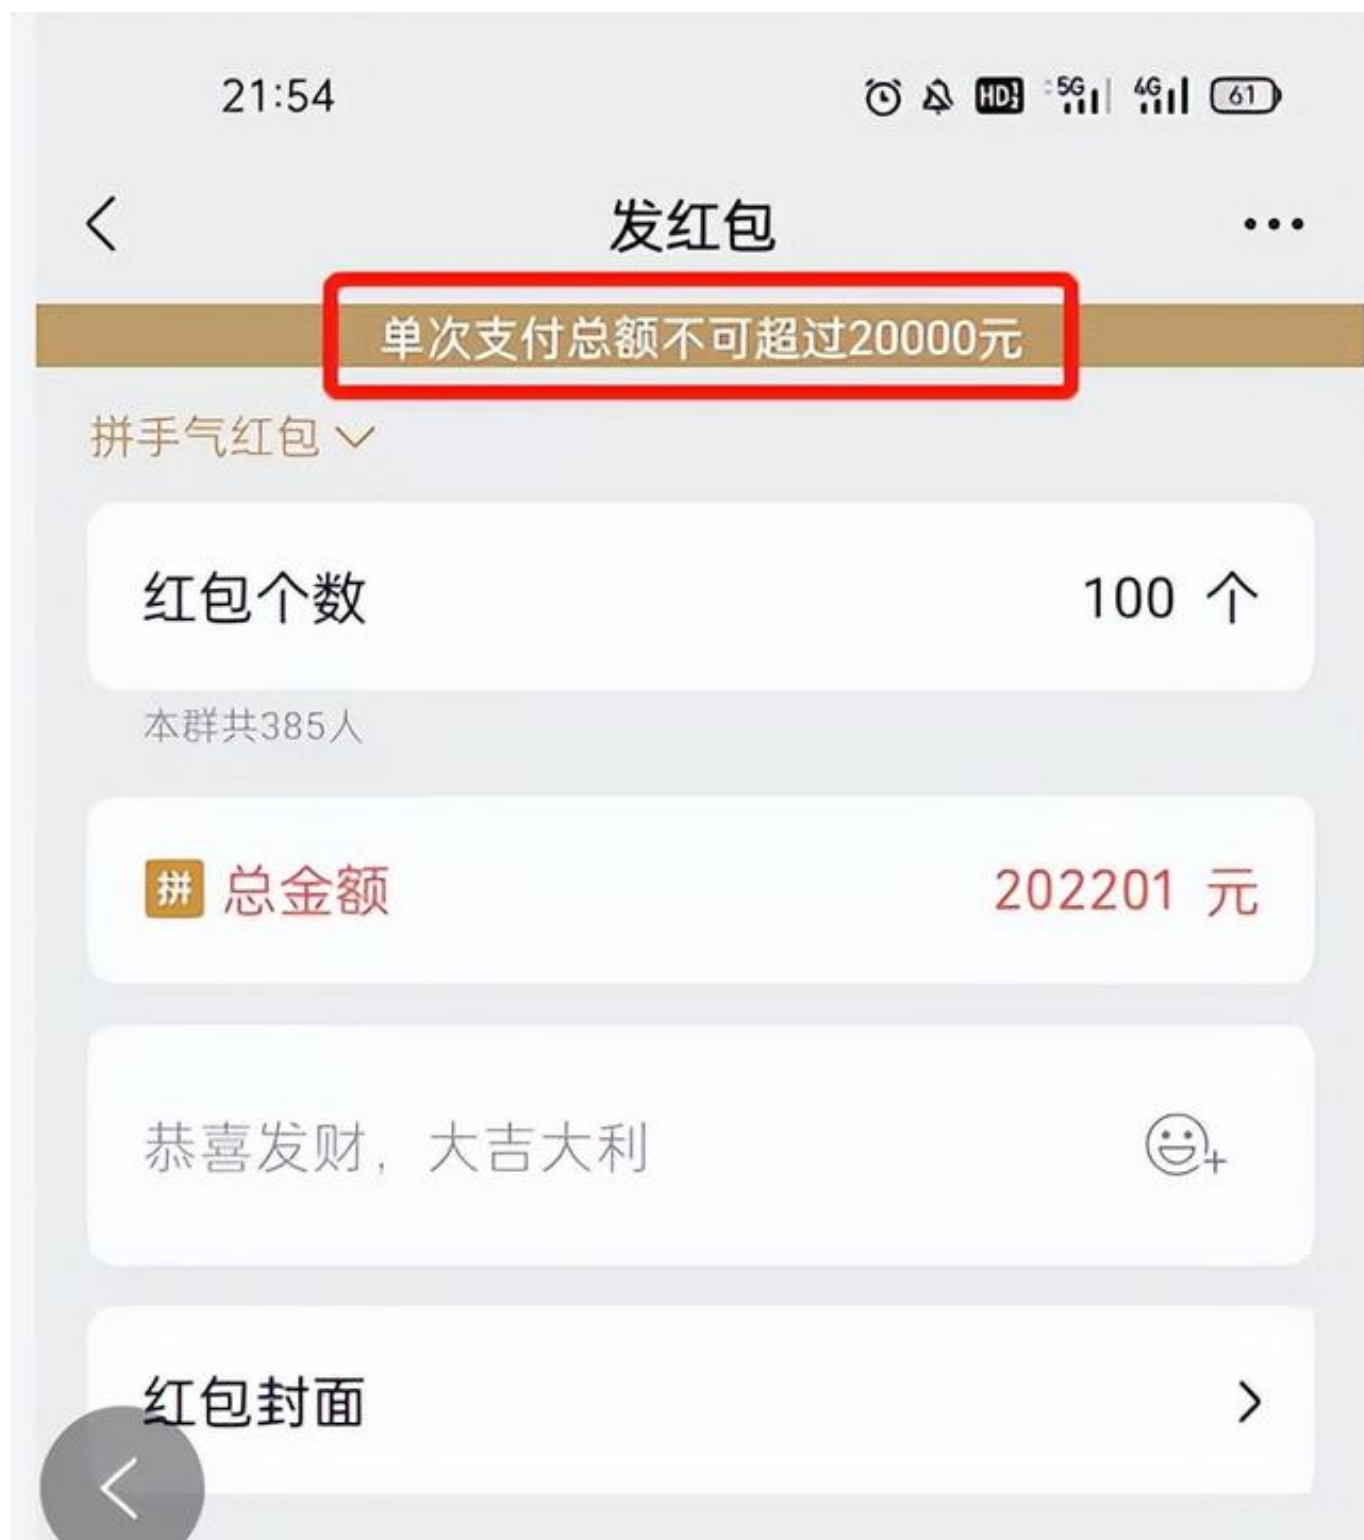 21:54
HD 5G 4G 61
发红包
单次支付总额不可超过20000元
拼手气红包
红包个数 100 个
本群共385人
拼 总金额 202201 元
恭喜发财，大吉大利
红包封面